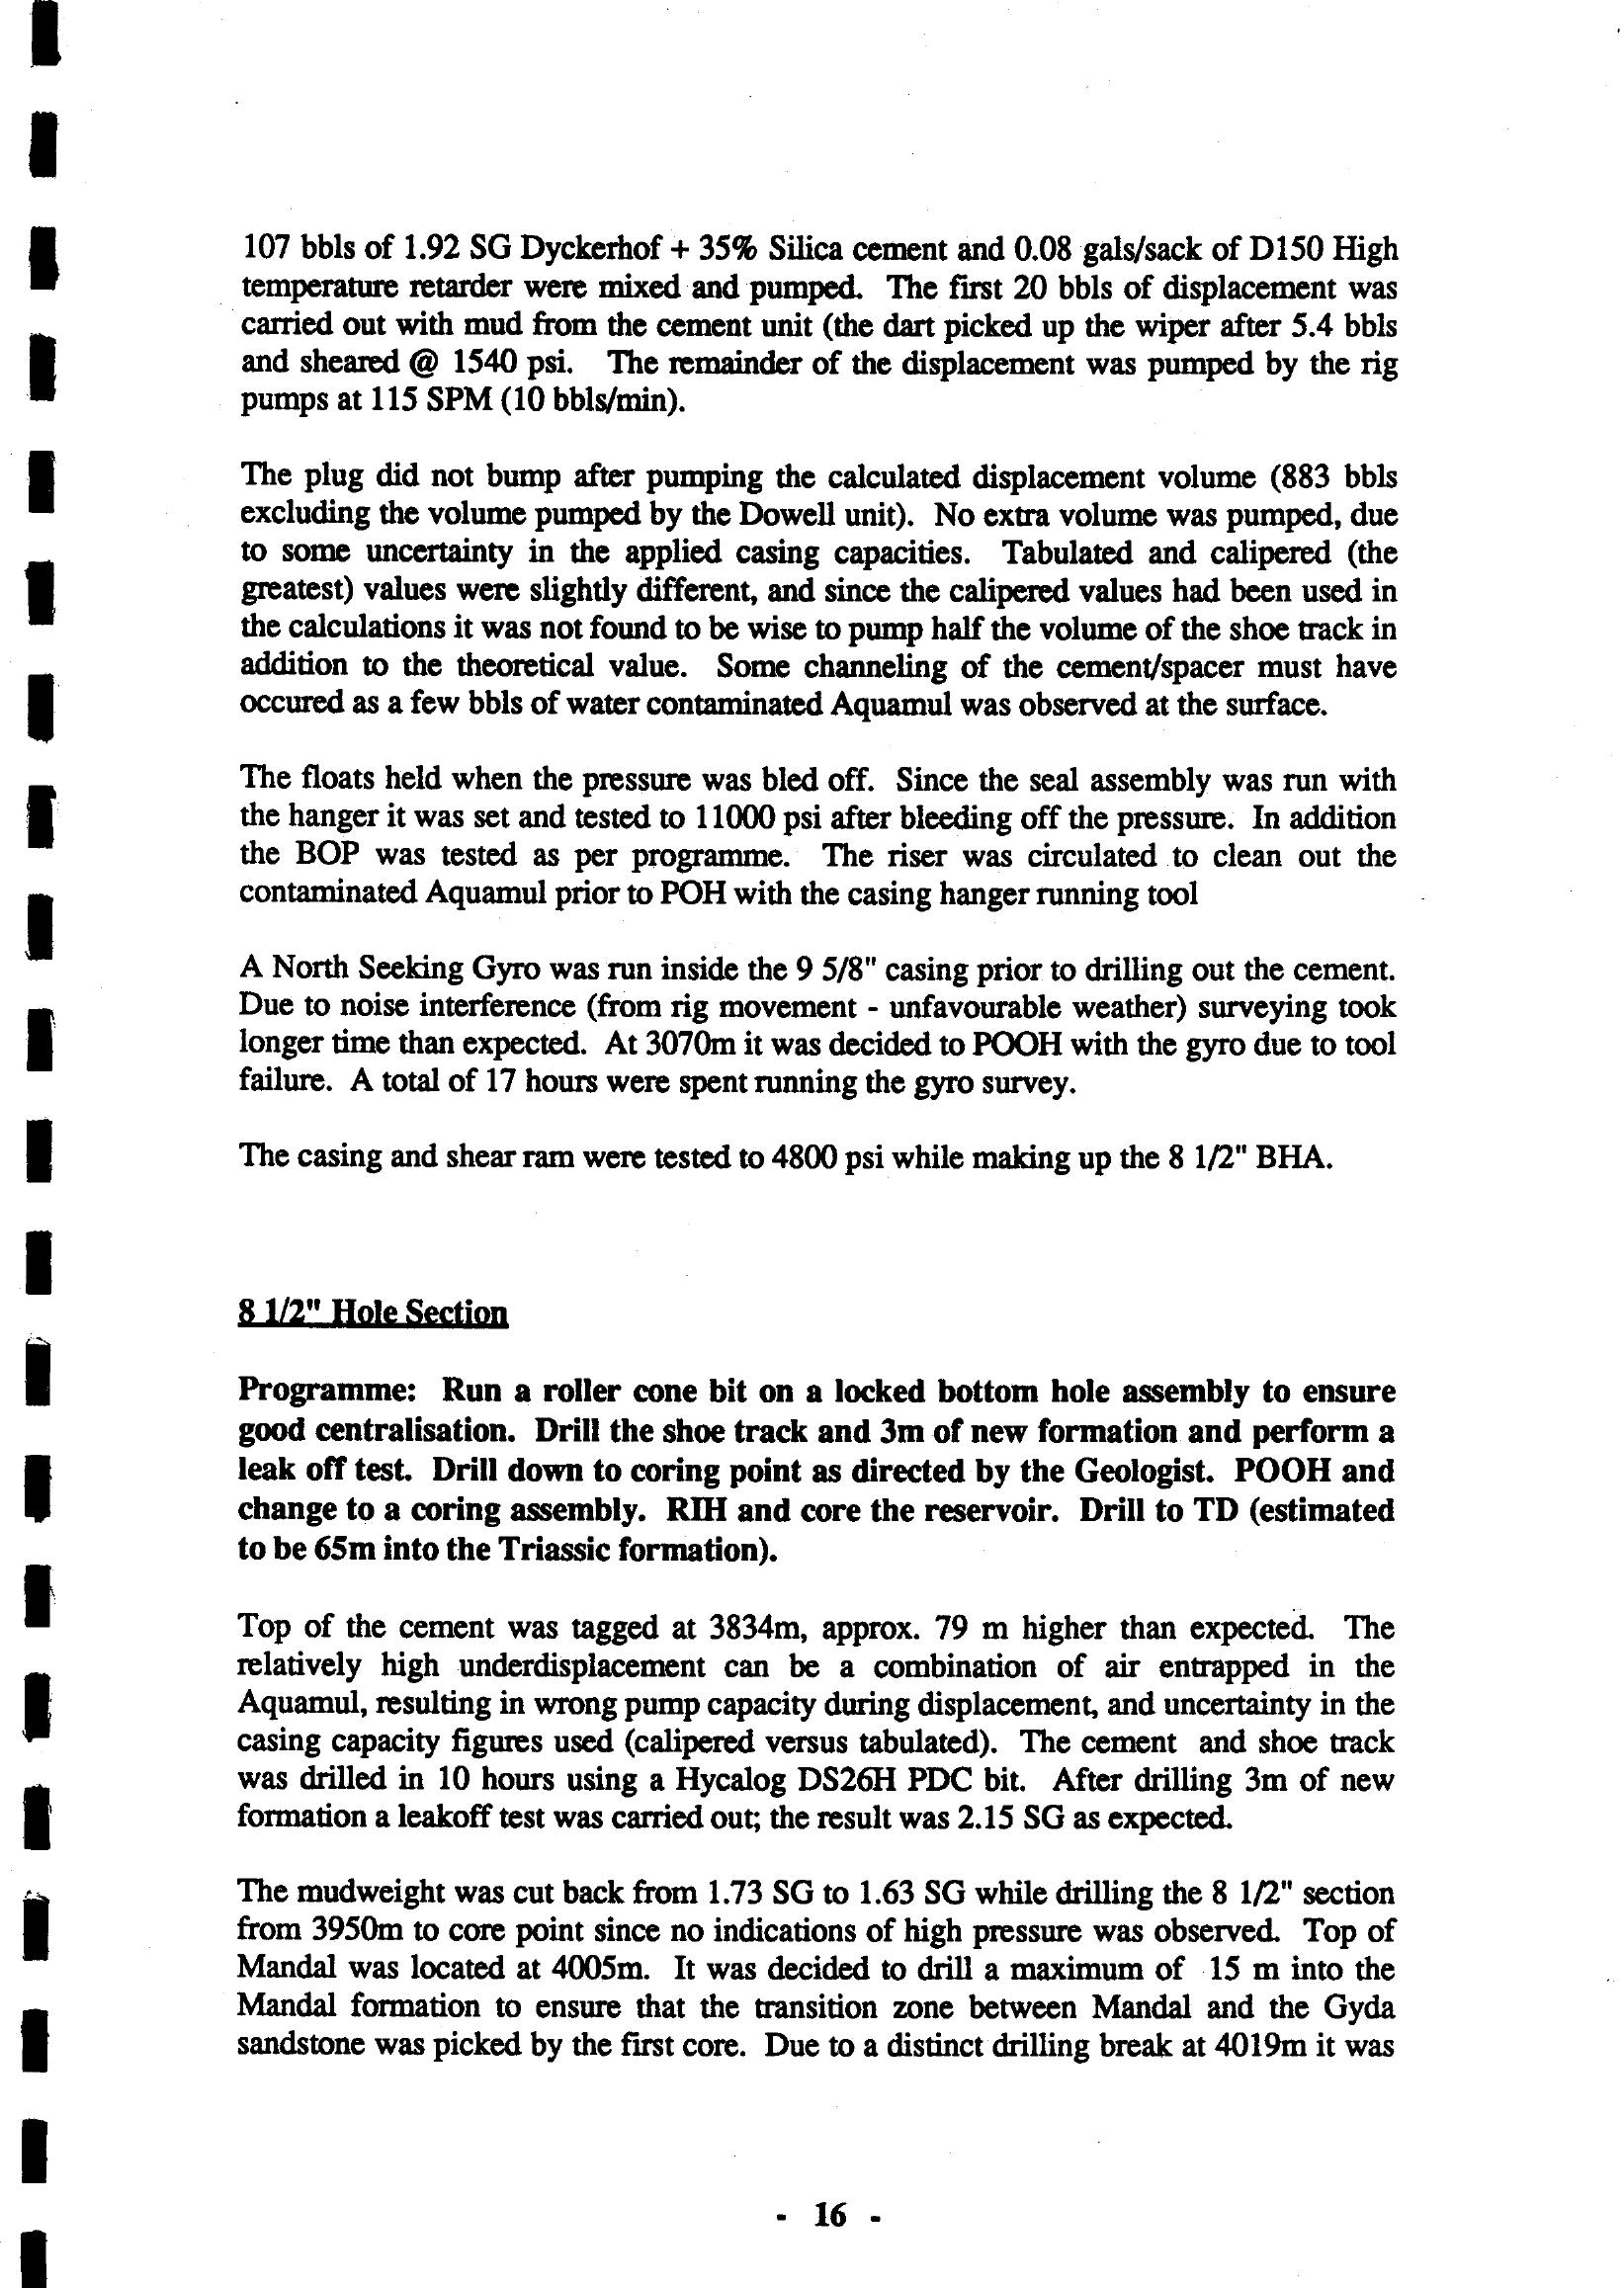 107 bbls of 1.92 SG Dyckerhof + 35% Silica cement and 0.08 gals/sack of D150 High
temperature retarder were mixed and pumped. The first 20 bbls of displacement was
carried out with mud from the cement unit (the dart picked up the wiper after 5.4 bbls
and sheared @ 1540 psi. The remainder of the displacement was pumped by the rig
pumps at 115 SPM (10 bbls/min).
The plug did not bump after pumping the calculated displacement volume (883 bbls
excluding the volume pumped by the Dowell unit). No extra volume was pumped, due
to some uncertainty in the applied casing capacities. Tabulated and calipered (the
greatest) values were slightly different, and since the calipered values had been used in
the calculations it was not found to be wise to pump half the volume of the shoe track in
addition to the theoretical value. Some channeling of the cement/spacer must have
occured as a few bbls of water contaminated Aquamul was observed at the surface.
The floats held when the pressure was bled off. Since the seal assembly was run with
the hanger it was set and tested to 11000 psi after bleeding off the pressure. In addition
the BOP was tested as per programme. The riser was circulated to clean out the
contaminated Aquamul prior to POH with the casing hanger running tool
A North Seeking Gyro was run inside the 9 5/8" casing prior to drilling out the cement.
Due to noise interference (from rig movement - unfavourable weather) surveying took
longer time than expected. At 3070m it was decided to POOH with the gyro due to tool
failure. A total of 17 hours were spent running the gyro survey.
The casing and shear ram were tested to 4800 psi while making up the 8 1/2" BHA.
8 1/2" Hole Section
Programme: Run a roller cone bit on a locked bottom hole assembly to ensure
good centralisation. Drill the shoe track and 3m of new formation and perform a
leak off test. Drill down to coring point as directed by the Geologist. POOH and
change to a coring assembly. RIH and core the reservoir. Drill to TD (estimated
to be 65m into the Triassic formation).
Top of the cement was tagged at 3834m, approx. 79 m higher than expected. The
relatively high underdisplacement can be a combination of air entrapped in the
Aquamul, resulting in wrong pump capacity during displacement, and uncertainty in the
casing capacity figures used (calipered versus tabulated). The cement and shoe track
was drilled in 10 hours using a Hycalog DS26H PDC bit. After drilling 3m of new
formation a leakoff test was carried out; the result was 2.15 SG as expected.
The mudweight was cut back from 1.73 SG to 1.63 SG while drilling the 8 1/2" section
from 3950m to core point since no indications of high pressure was observed. Top of
Mandal was located at 4005m. It was decided to drill a maximum of 15 m into the
Mandal formation to ensure that the transition zone between Mandal and the Gyda
sandstone was picked by the first core. Due to a distinct drilling break at 4019m it was
- 16 -